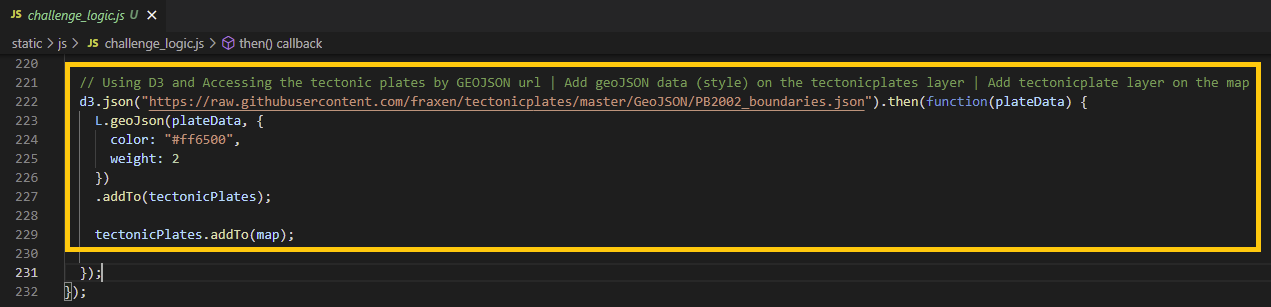 JS challenge_logic.js U ×
static > js > JS challenge_logic.js > then() callback
220
221 // Using D3 and Accessing the tectonic plates by GEOJSON url | Add geoJSON data (style) on the tectonicplates layer | Add tectonicplate layer on the map
222 d3.json("https://raw.githubusercontent.com/fraxen/tectonicplates/master/GeoJSON/PB2002_boundaries.json").then(function(plateData) {
223 L.geoJson(plateData, {
224 color: "#ff6500",
225 weight: 2
226 })
227 .addTo(tectonicPlates);
228
229 tectonicPlates.addTo(map);
230
231 });
232 });